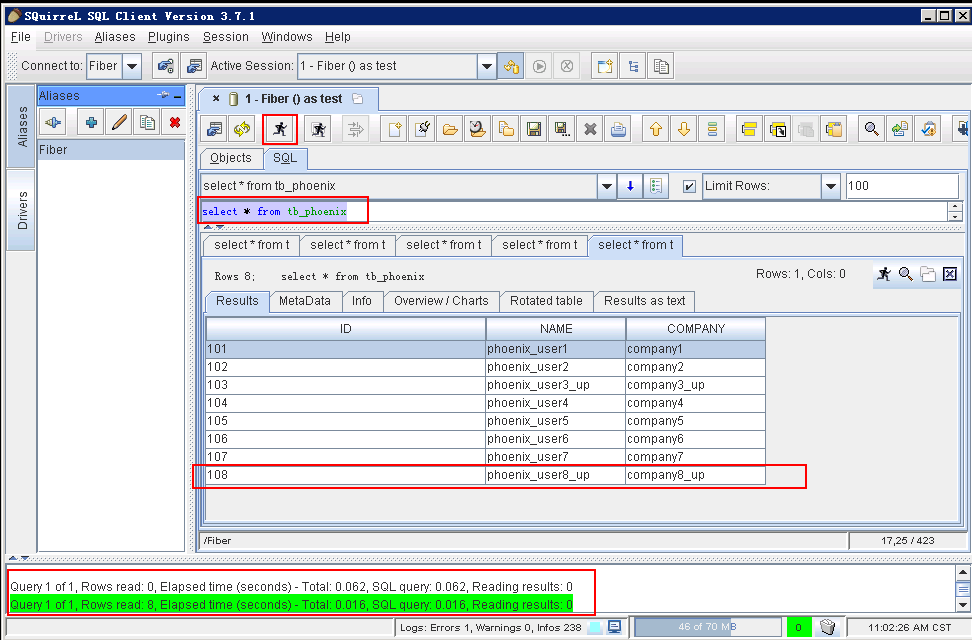 SQuirreL SQL Client Version 3.7.1
File Drivers Aliases Plugins Session Windows Help
Connect to: Fiber Active Session: 1 - Fiber () as test
Aliases
Fiber
Aliases
Drivers
1 - Fiber () as test
Objects SQL
select * from tb_phoenix Limit Rows: 100
select * from tb_phoenix
select * from t select * from t select * from t select * from t select * from t
Rows 8; select * from tb_phoenix Rows: 1, Cols: 0
Results MetaData Info Overview / Charts Rotated table Results as text
ID NAME COMPANY
101 phoenix_user1 company1
102 phoenix_user2 company2
103 phoenix_user3_up company3_up
104 phoenix_user4 company4
105 phoenix_user5 company5
106 phoenix_user6 company6
107 phoenix_user7 company7
108 phoenix_user8_up company8_up
/Fiber 17,25 / 423
Query 1 of 1, Rows read: 0, Elapsed time (seconds) - Total: 0.062, SQL query: 0.062, Reading results: 0
Query 1 of 1, Rows read: 8, Elapsed time (seconds) - Total: 0.016, SQL query: 0.016, Reading results: 0
Logs: Errors 1, Warnings 0, Infos 238 46 of 70 MB 0 11:02:26 AM CST